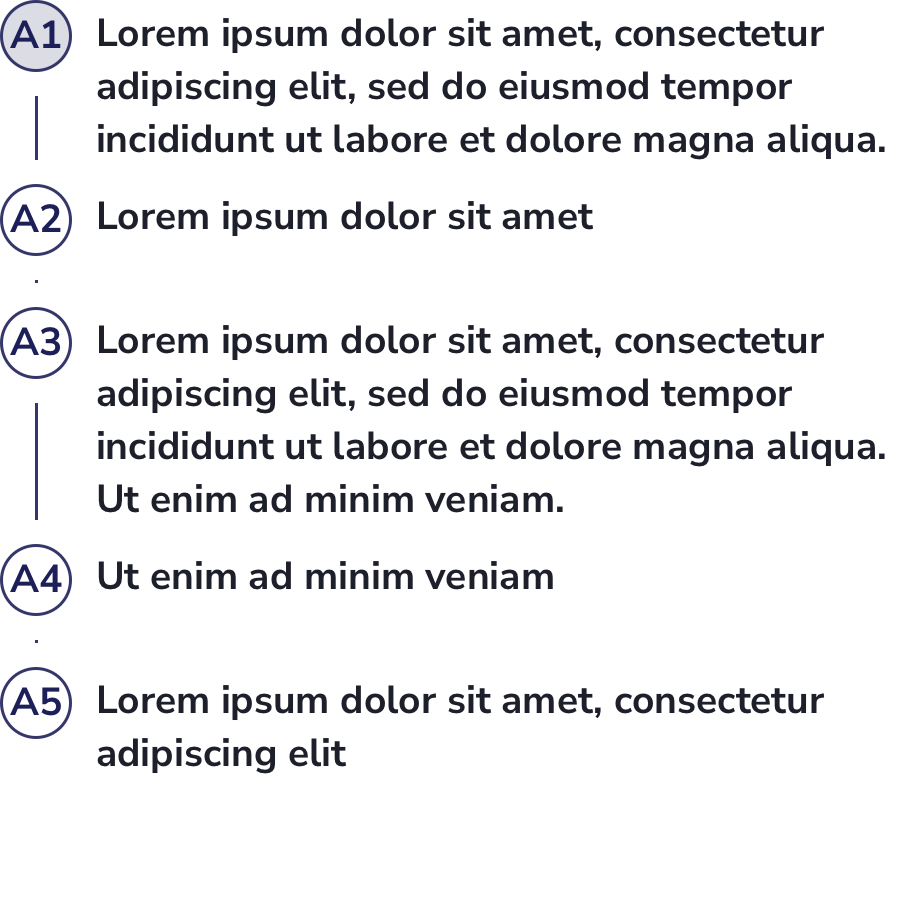 A1 Lorem ipsum dolor sit amet, consectetur
adipiscing elit, sed do eiusmod tempor
incididunt ut labore et dolore magna aliqua.
A2 Lorem ipsum dolor sit amet
A3 Lorem ipsum dolor sit amet, consectetur
adipiscing elit, sed do eiusmod tempor
incididunt ut labore et dolore magna aliqua.
Ut enim ad minim veniam.
A4 Ut enim ad minim veniam
A5 Lorem ipsum dolor sit amet, consectetur
adipiscing elit